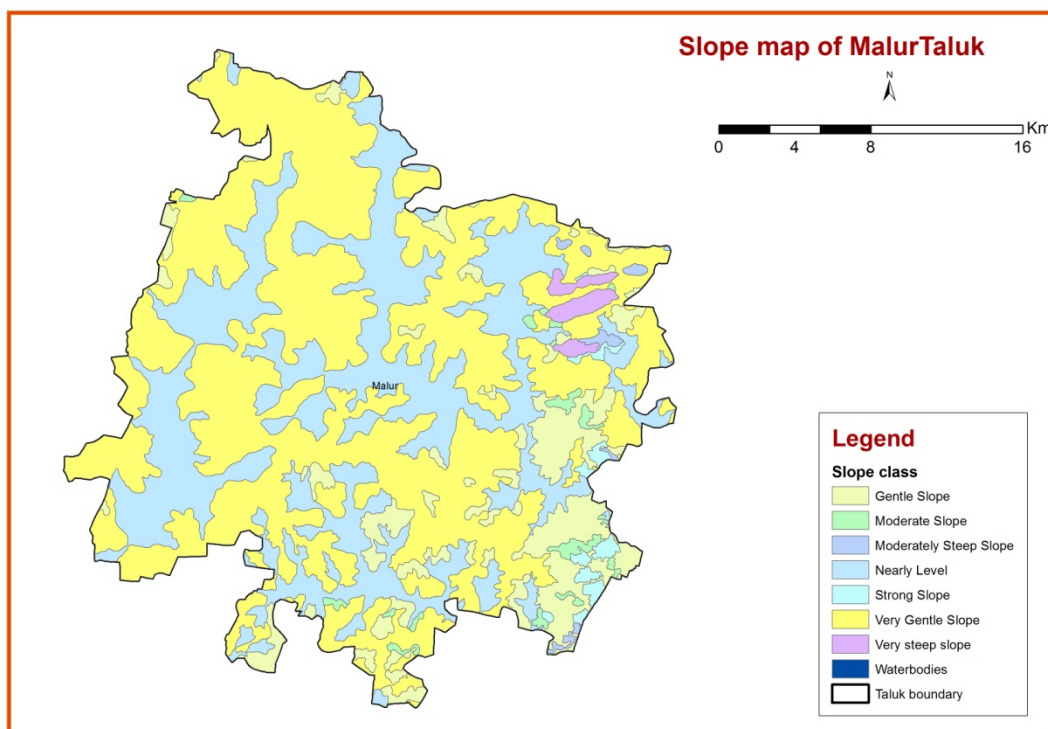 Slope map of MalurTaluk
N
Km
0 4 8 16
Malur
Legend
Slope class
Gentle Slope
Moderate Slope
Moderately Steep Slope
Nearly Level
Strong Slope
Very Gentle Slope
Very steep slope
Waterbodies
Taluk boundary